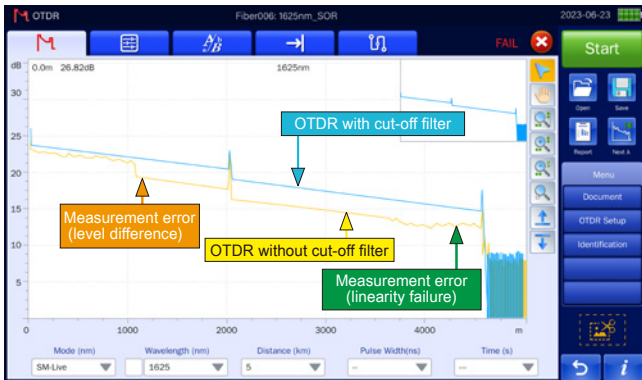 OTDR
Fiber006: 1625nm_SOR
2023-06-23
FAIL
Start
dB
0.0m 26.82dB
1625nm
30
25
20
15
10
5
0
1000
2000
3000
4000
m
OTDR with cut-off filter
Measurement error
(level difference)
OTDR without cut-off filter
Measurement error
(linearity failure)
Open
Save
Report
Next λ
Menu
Document
OTDR Setup
Identification
Mode (nm)
Wavelength (nm)
Distance (km)
Pulse Width(ns)
Time (s)
SM-Live
1625
5
--
---